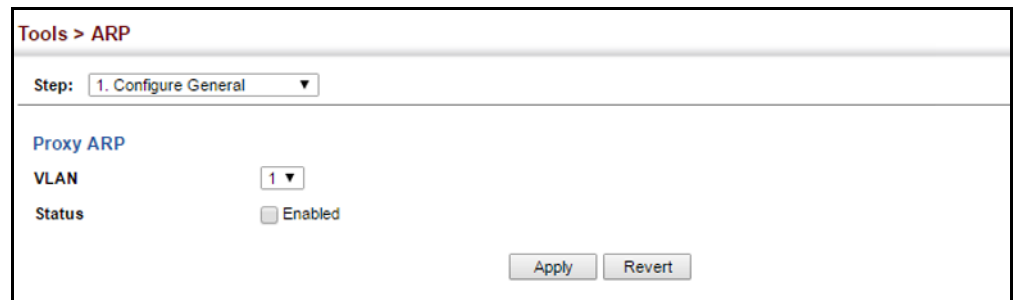 Tools > ARP
Step: 1. Configure General
Proxy ARP
VLAN 1
Status Enabled
Apply Revert